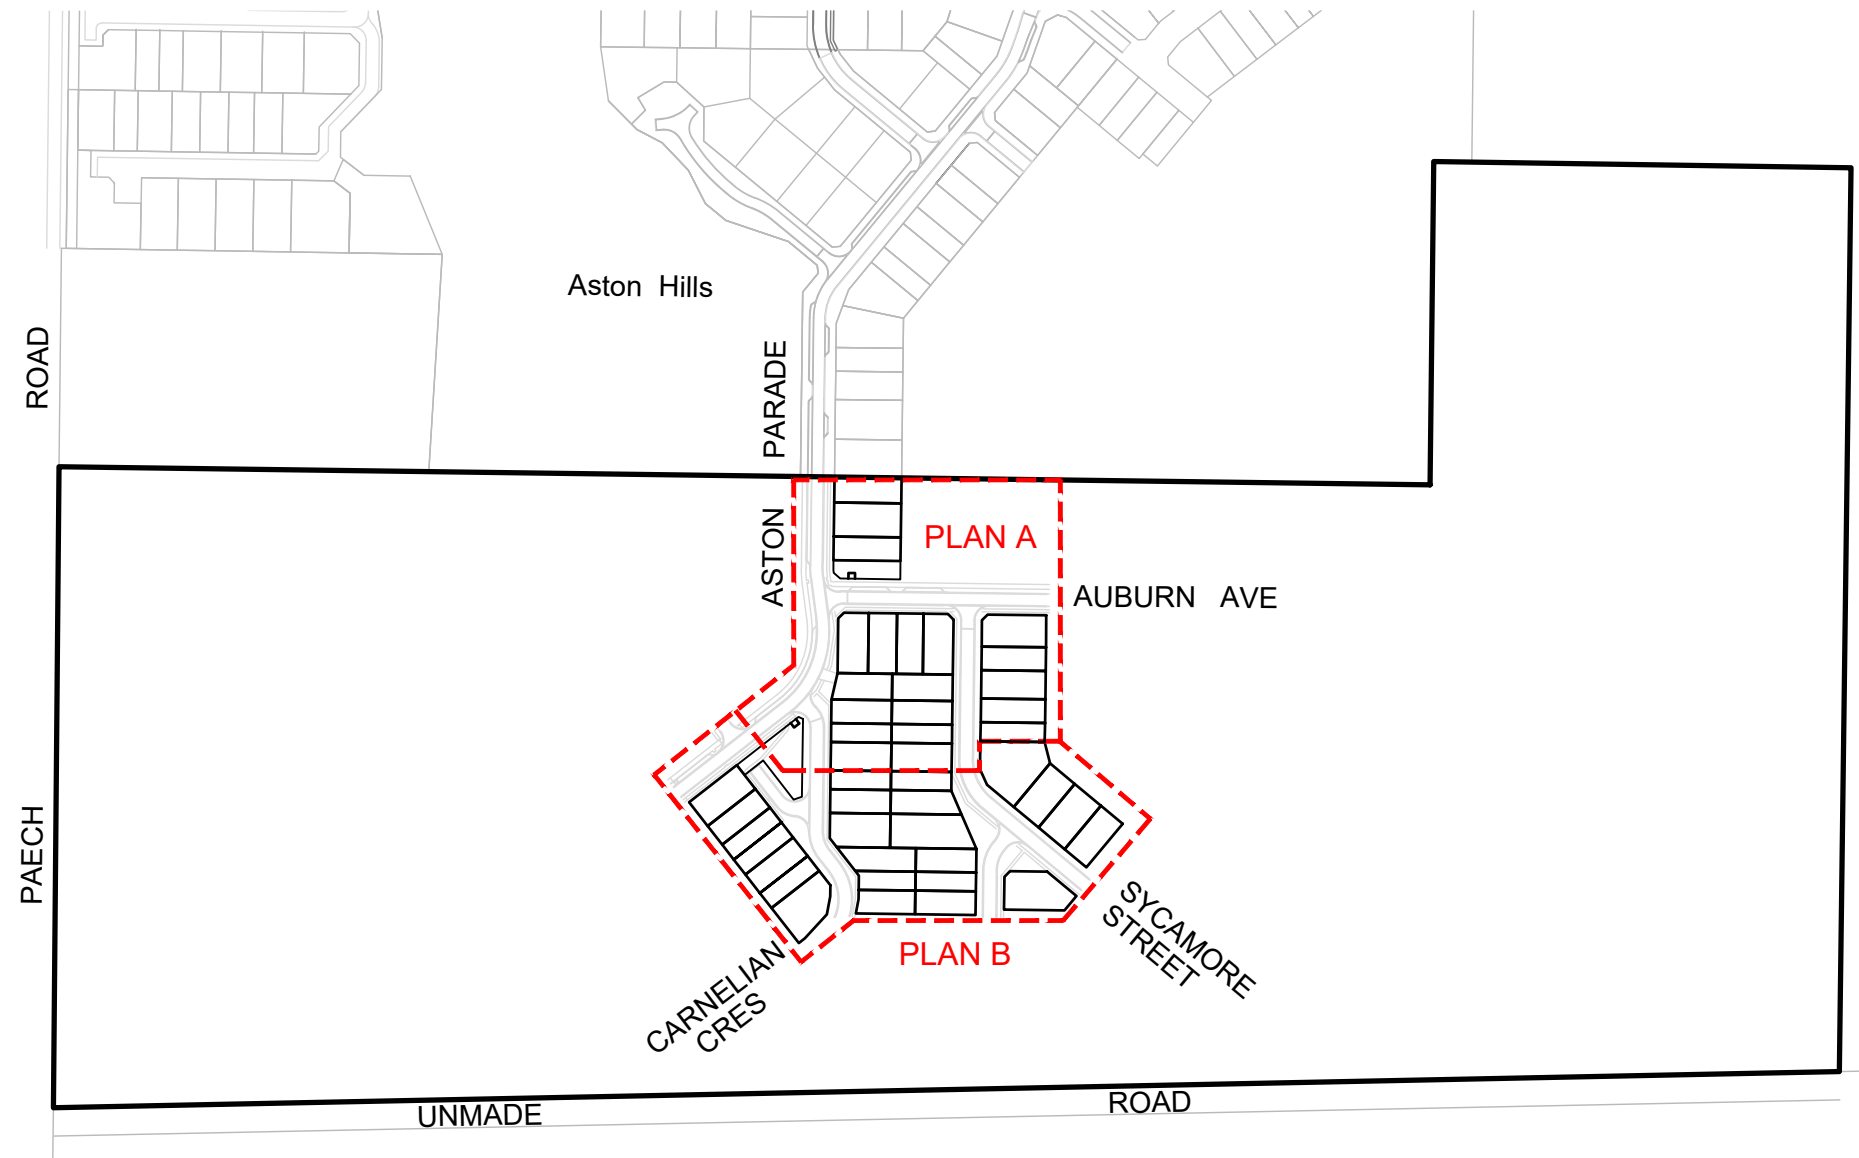 Aston Hills
ROAD
PARADE
ASTON
PLAN A
AUBURN AVE
PAECH
SYCAMORE
STREET
PLAN B
CARNELIAN
CRES
UNMADE
ROAD